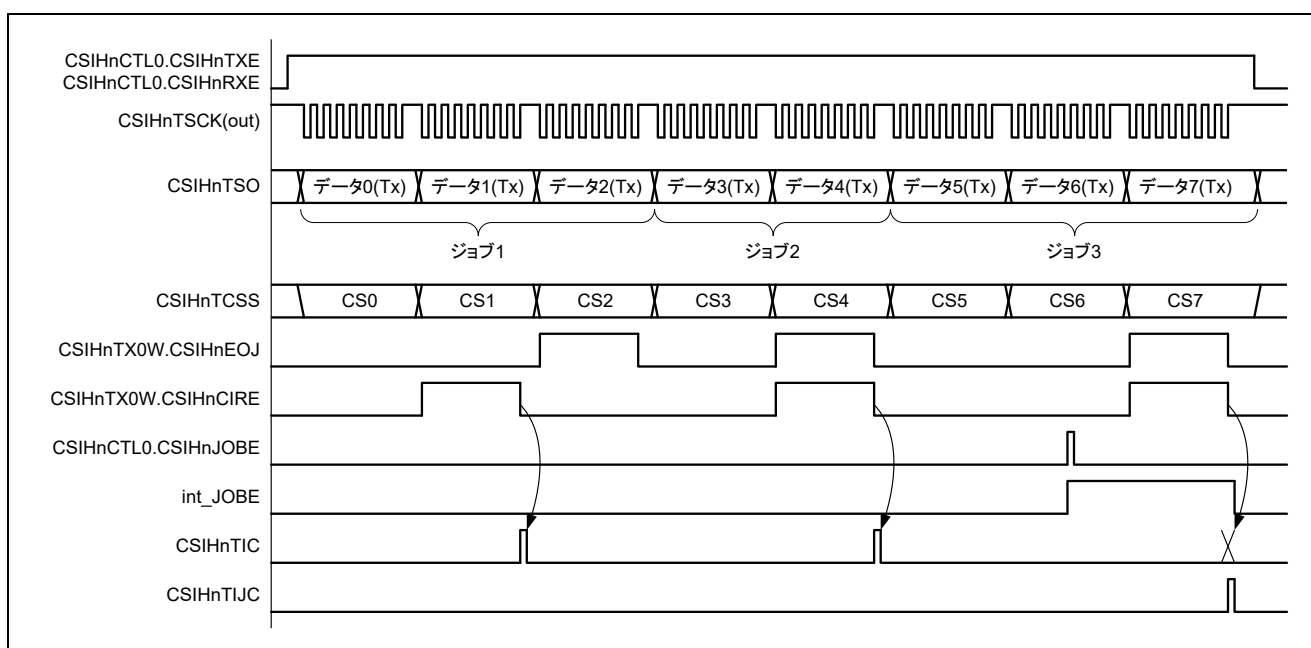 CSIHnCTL0.CSIHnTXE
CSIHnCTL0.CSIHnRXE
CSIHnTSCK(out)
CSIHnTSO データ0(Tx) データ1(Tx) データ2(Tx) データ3(Tx) データ4(Tx) データ5(Tx) データ6(Tx) データ7(Tx)
ジョブ1 ジョブ2 ジョブ3
CSIHnTCSS CS0 CS1 CS2 CS3 CS4 CS5 CS6 CS7
CSIHnTX0W.CSIHnEOJ
CSIHnTX0W.CSIHnCIRE
CSIHnCTL0.CSIHnJOBE
int_JOBE
CSIHnTIC
CSIHnTIJC